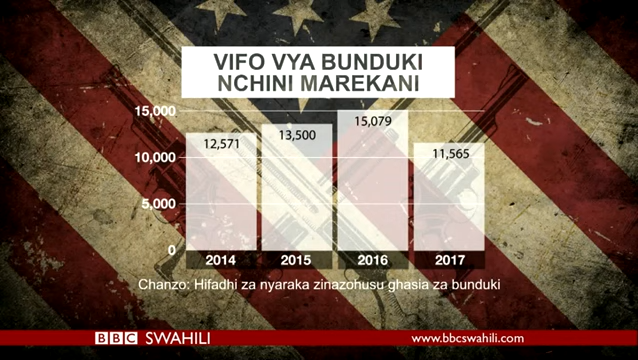 VIFO VYA BUNDUKI
NCHINI MAREKANI
15,000
10,000
5,000
0
12,571
13,500
15,079
11,565
2014
2015
2016
2017
Chanzo: Hifadhi za nyaraka zinazohusu ghasia za bunduki
BBC SWAHILI
www.bbcswahili.com